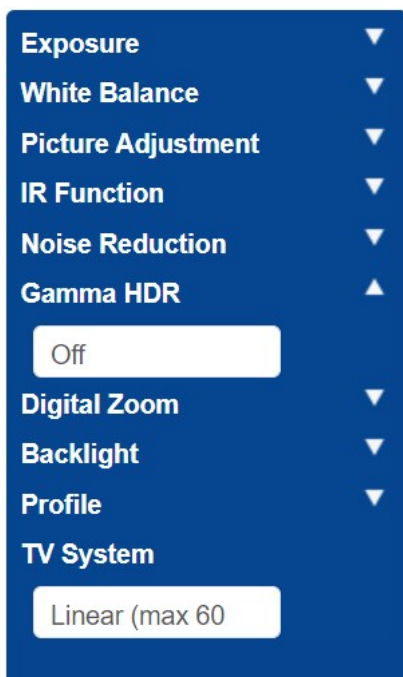 Exposure
White Balance
Picture Adjustment
IR Function
Noise Reduction
Gamma HDR
Off
Digital Zoom
Backlight
Profile
TV System
Linear (max 60